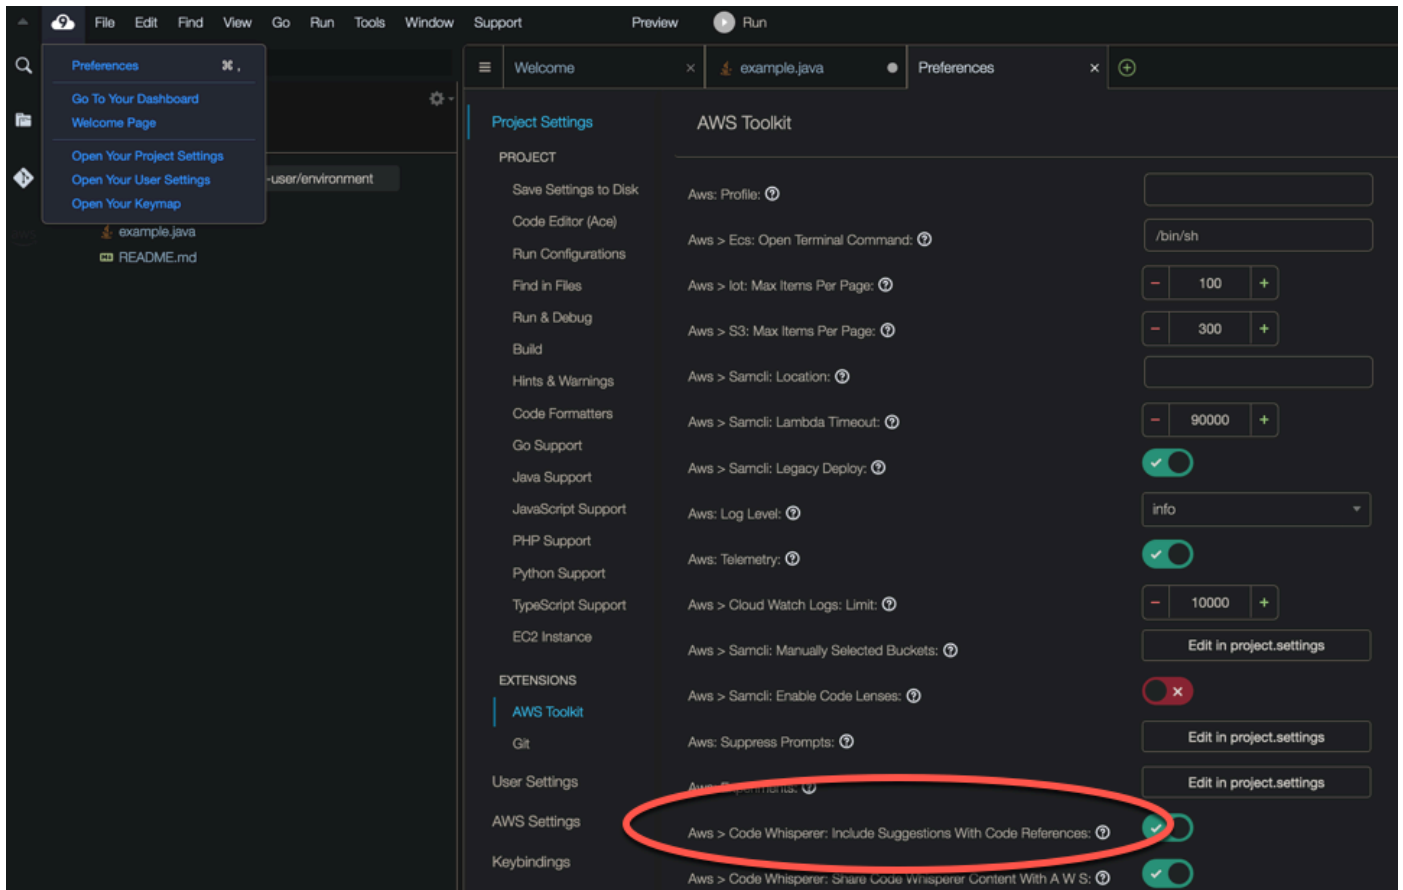 9 File Edit Find View Go Run Tools Window Support Preview Run
Preferences ⌘ ,
Go To Your Dashboard
Welcome Page
Open Your Project Settings
Open Your User Settings
Open Your Keymap
-user/environment
example.java
README.md
Welcome
example.java
Preferences
Project Settings
PROJECT
Save Settings to Disk
Code Editor (Ace)
Run Configurations
Find in Files
Run & Debug
Build
Hints & Warnings
Code Formatters
Go Support
Java Support
JavaScript Support
PHP Support
Python Support
TypeScript Support
EC2 Instance
EXTENSIONS
AWS Toolkit
Git
User Settings
AWS Settings
Keybindings
AWS Toolkit
Aws: Profile:
Aws > Ecs: Open Terminal Command: /bin/sh
Aws > Iot: Max Items Per Page: − 100 +
Aws > S3: Max Items Per Page: − 300 +
Aws > Samcli: Location:
Aws > Samcli: Lambda Timeout: − 90000 +
Aws > Samcli: Legacy Deploy:
Aws: Log Level: info
Aws: Telemetry:
Aws > Cloud Watch Logs: Limit: − 10000 +
Aws > Samcli: Manually Selected Buckets: Edit in project.settings
Aws > Samcli: Enable Code Lenses:
Aws: Suppress Prompts: Edit in project.settings
Aws: Experiments: Edit in project.settings
Aws > Code Whisperer: Include Suggestions With Code References:
Aws > Code Whisperer: Share Code Whisperer Content With A W S: